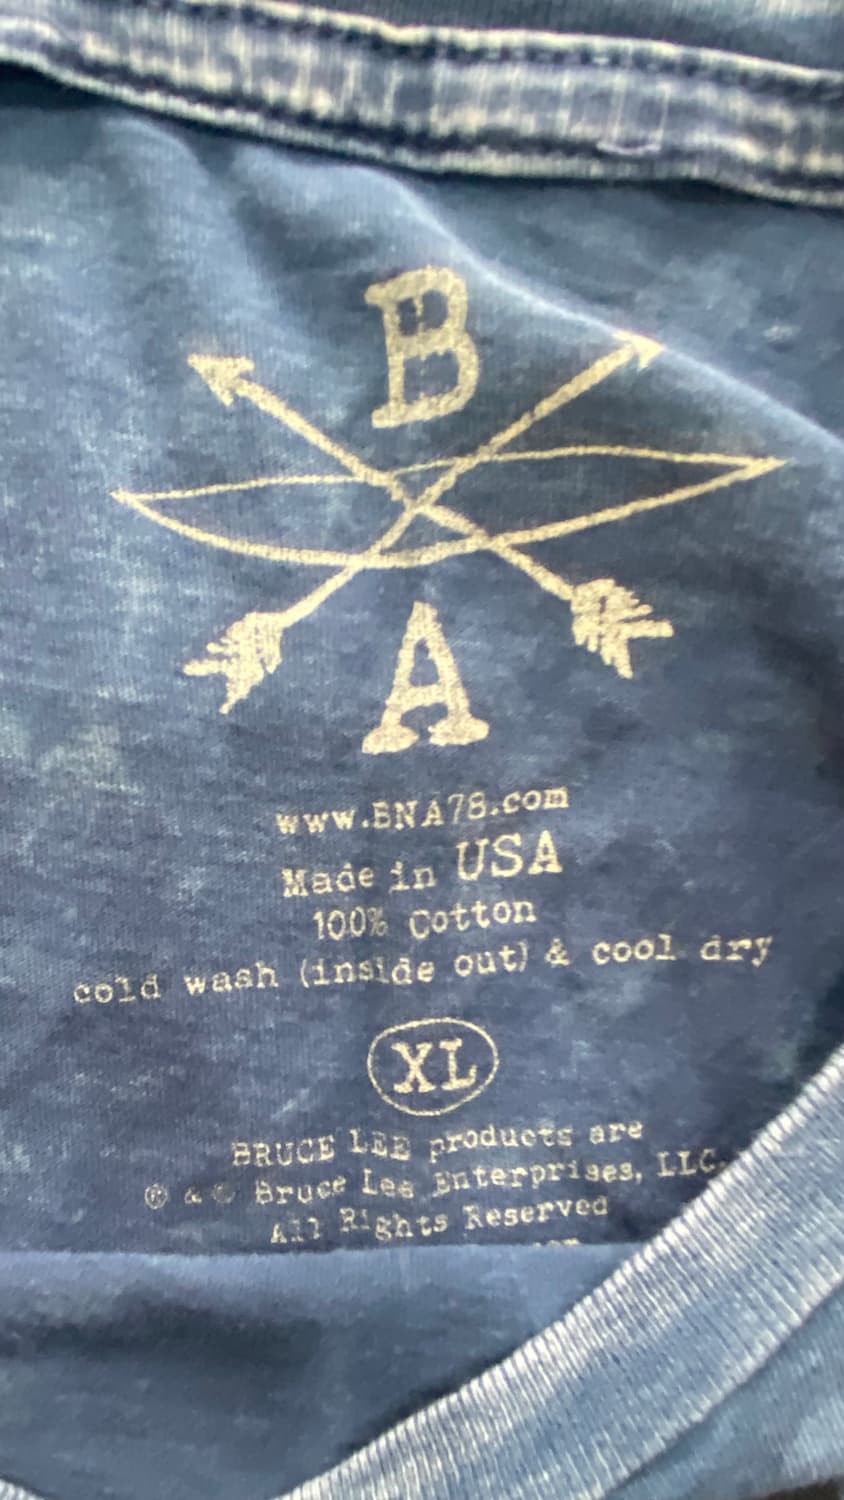 B
A
www.BNA78.com
Made in USA
100% cotton
cold wash (inside out) & cool dry
XL
BRUCE LEE products are
® & © Bruce Lee Enterprises, LLC.
All Rights Reserved